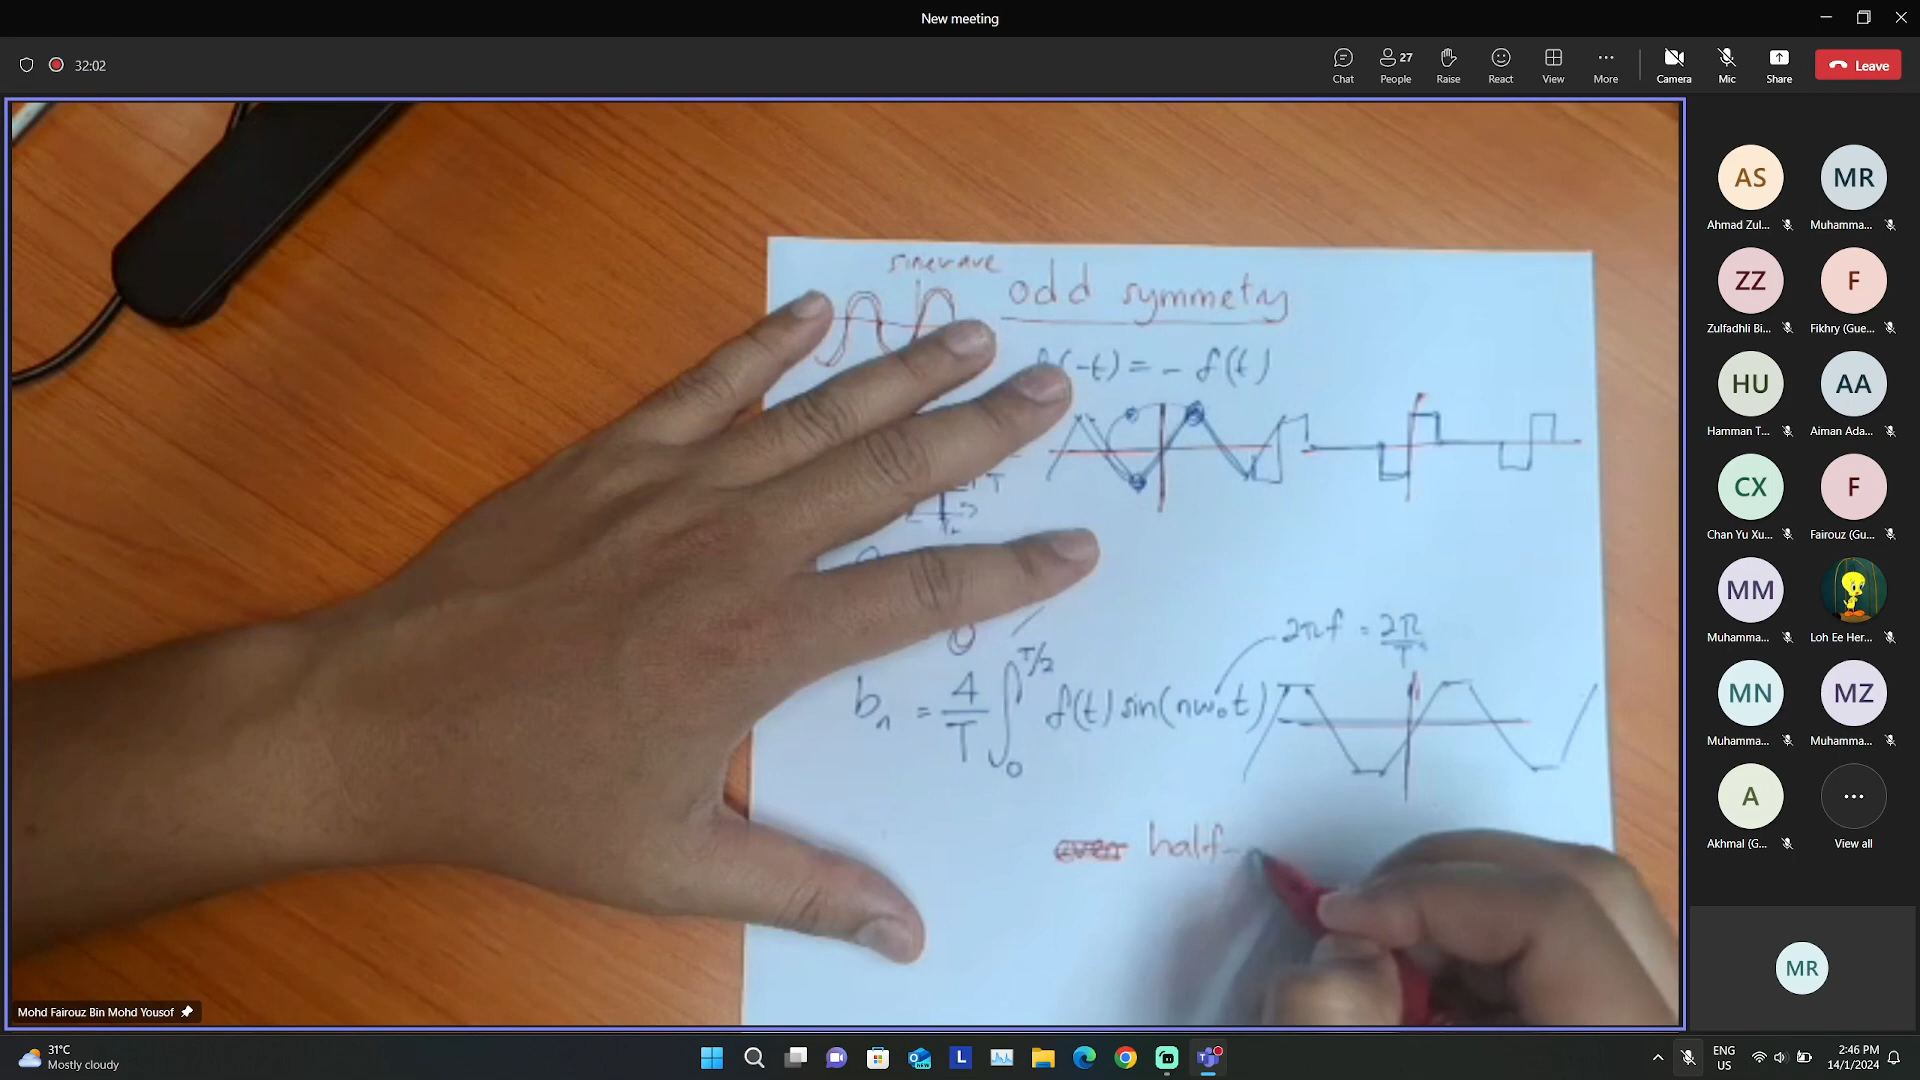 New meeting
32:02
Chat
27
People
Raise
React
View
More
Camera
Mic
Share
Leave
sinewave
odd symmetry
(-t) = - f(t)
T
2πf = 2π/T
bₙ = 4/T ∫₀^T/2 f(t) sin(nω₀t)
even half-
Mohd Fairouz Bin Mohd Yousof
AS
Ahmad Zul...
MR
Muhamma...
ZZ
Zulfadhli Bi...
F
Fikhry (Gue...
HU
Hamman T...
AA
Aiman Ada...
CX
Chan Yu Xu...
F
Fairouz (Gu...
MM
Muhamma...
Loh Ee Her...
MN
Muhamma...
MZ
Muhamma...
A
Akhmal (G...
...
View all
MR
31°C
Mostly cloudy
NEW
L
ENG
US
2:46 PM
14/1/2024